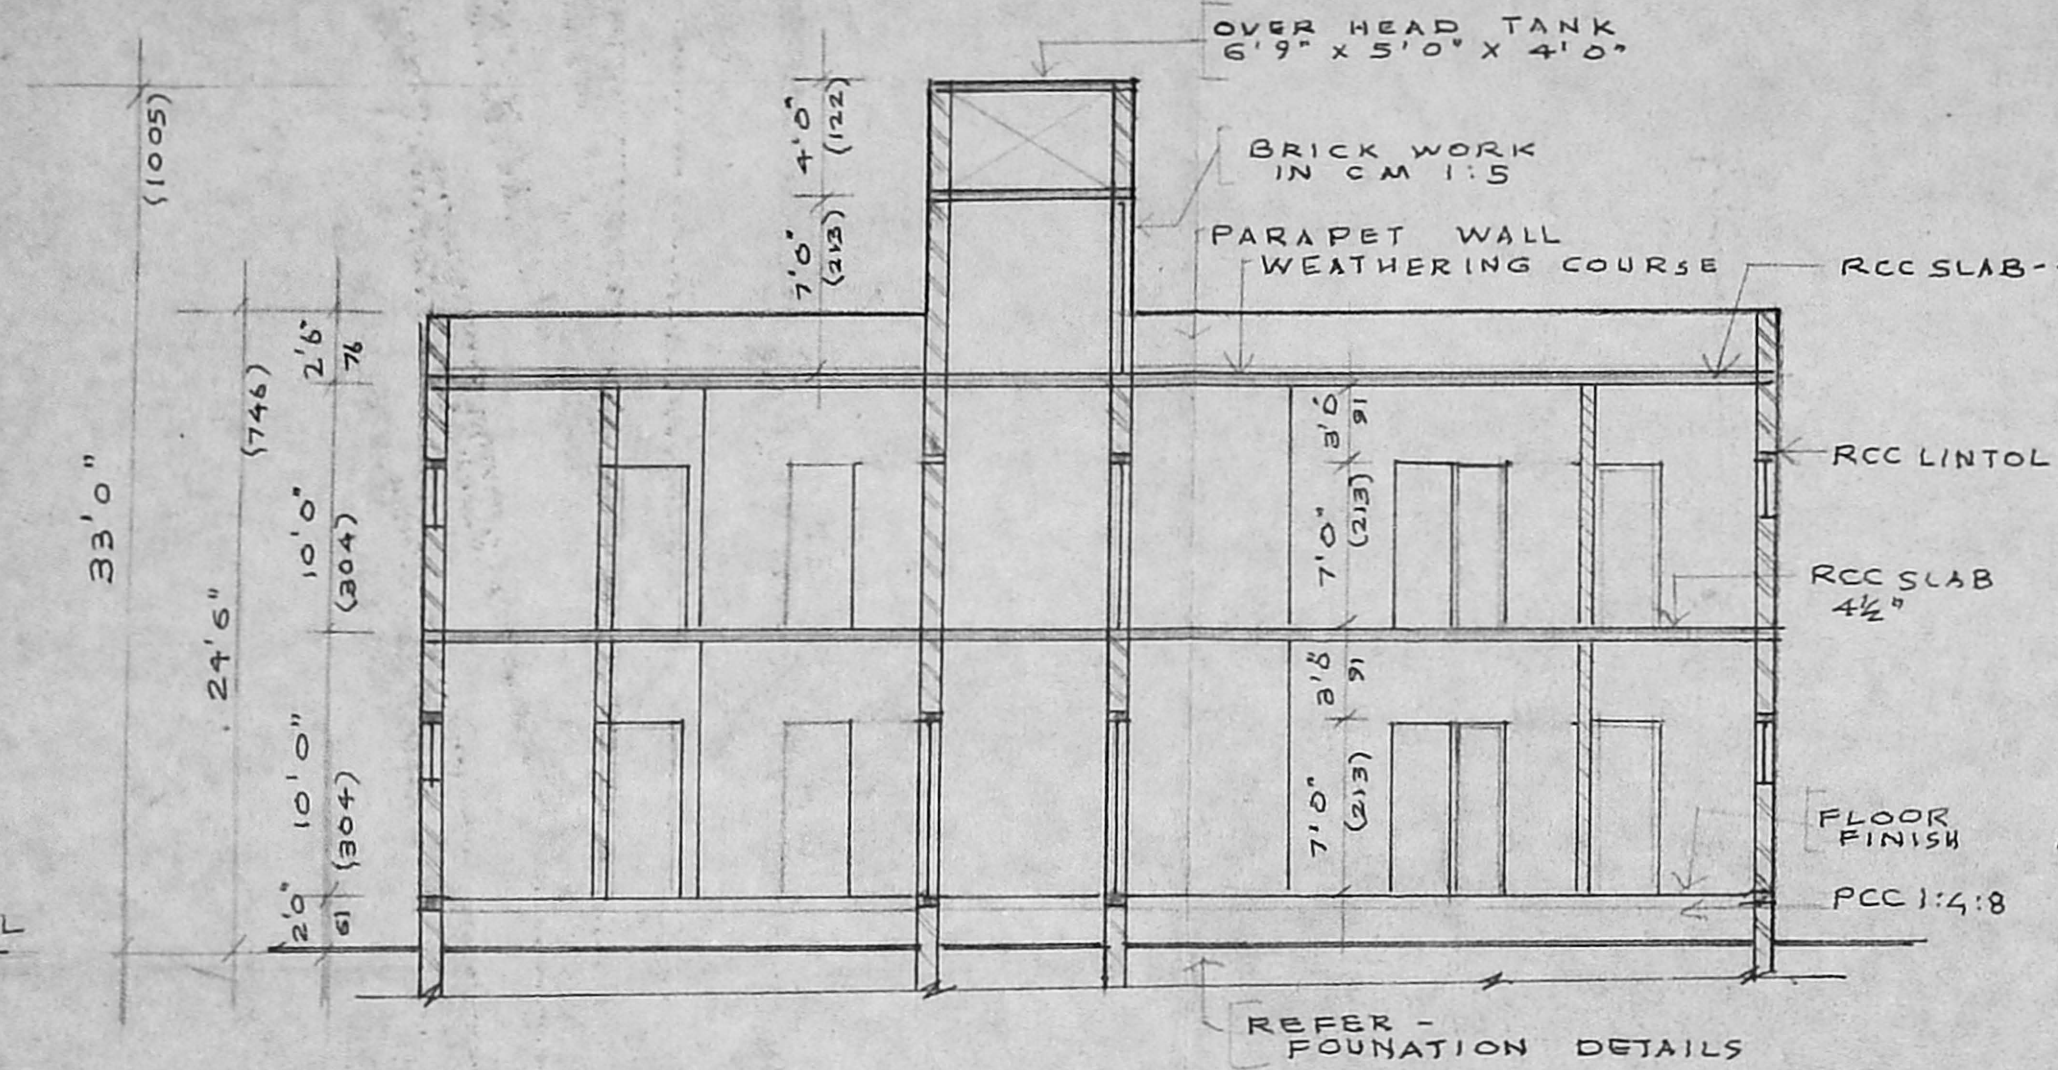 OVER HEAD TANK
6'9" X 5'0" X 4'0"
BRICK WORK
IN CM 1:5
PARAPET WALL
WEATHERING COURSE
RCC SLAB-
RCC LINTOL
RCC SLAB
4½"
FLOOR
FINISH
PCC 1:4:8
REFER -
FOUNATION DETAILS
33'0"
(1005)
24'6"
(746)
2'6"
76
10'0"
(304)
10'0"
(304)
2'0"
61
4'0"
(122)
7'0"
(213)
3'0
91
7'0"
(213)
3'0"
91
7'0"
(213)